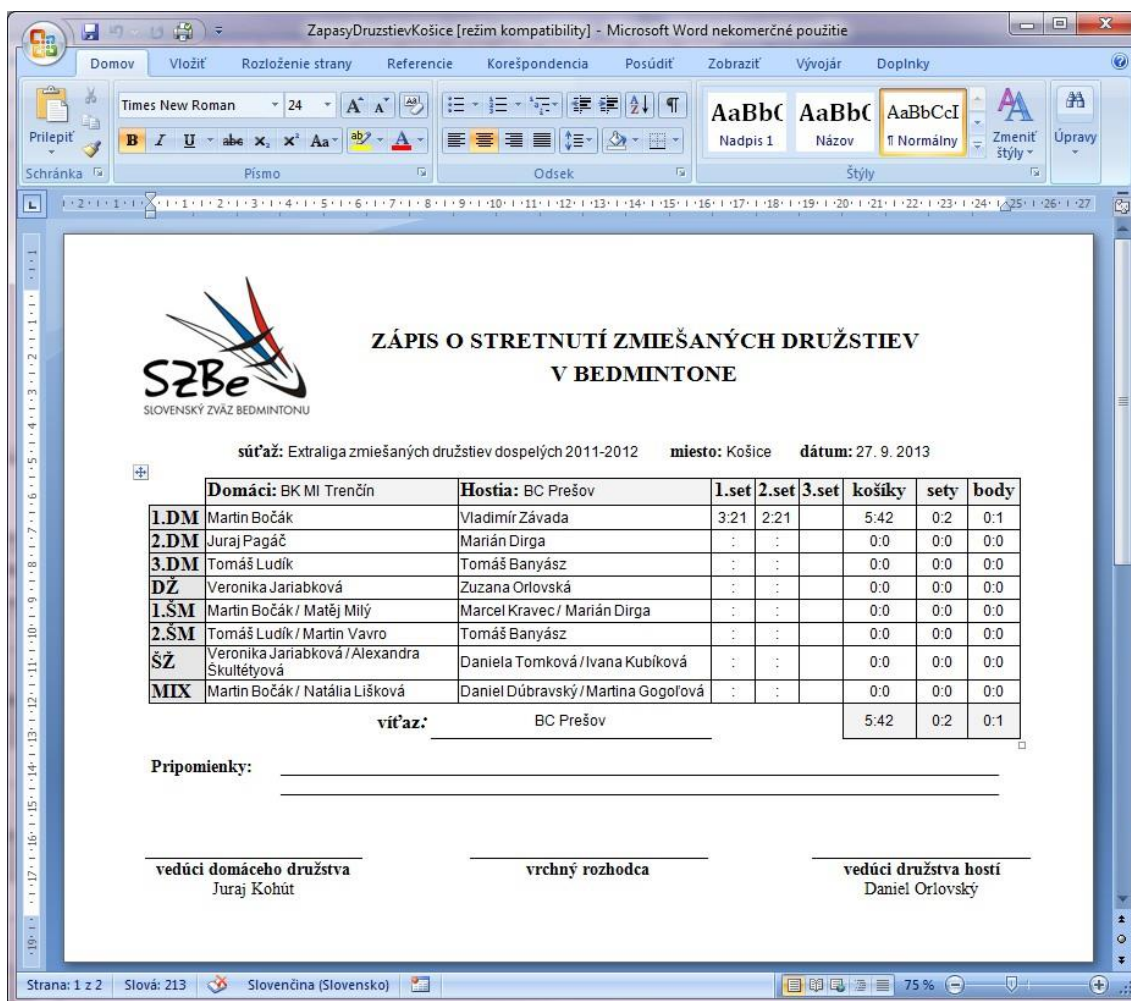 ZapasyDruzstievKošice [režim kompatibility] - Microsoft Word nekomerčné použitie
Domov Vložiť Rozloženie strany Referencie Korešpondencia Posúdiť Zobraziť Vývojár Doplnky
Times New Roman 24
AaBbC AaBbC AaBbCcI
Prilepiť
Nadpis 1 Názov ¶ Normálny
Zmeniť štýly
Úpravy
Schránka Písmo Odsek Štýly
SZBe
SLOVENSKÝ ZVÄZ BEDMINTONU
ZÁPIS O STRETNUTÍ ZMIEŠANÝCH DRUŽSTIEV
V BEDMINTONE
súťaž: Extraliga zmiešaných družstiev dospelých 2011-2012 miesto: Košice dátum: 27. 9. 2013
Domáci: BK MI Trenčín Hostia: BC Prešov 1.set 2.set 3.set košíky sety body
1.DM Martin Bočák Vladimír Závada 3:21 2:21 5:42 0:2 0:1
2.DM Juraj Pagáč Marián Dirga : : 0:0 0:0 0:0
3.DM Tomáš Ludík Tomáš Banyász : : 0:0 0:0 0:0
DŽ Veronika Jariabková Zuzana Orlovská : : 0:0 0:0 0:0
1.ŠM Martin Bočák / Matěj Milý Marcel Kravec / Marián Dirga : : 0:0 0:0 0:0
2.ŠM Tomáš Ludík / Martin Vavro Tomáš Banyász : : 0:0 0:0 0:0
ŠŽ Veronika Jariabková / Alexandra Škultétyová Daniela Tomková / Ivana Kubíková : : 0:0 0:0 0:0
MIX Martin Bočák / Natália Lišková Daniel Dúbravský / Martina Gogoľová : : 0:0 0:0 0:0
víťaz: BC Prešov 5:42 0:2 0:1
Pripomienky:
vedúci domáceho družstva vrchný rozhodca vedúci družstva hostí
Juraj Kohút Daniel Orlovský
Strana: 1 z 2 Slová: 213 Slovenčina (Slovensko) 75 %